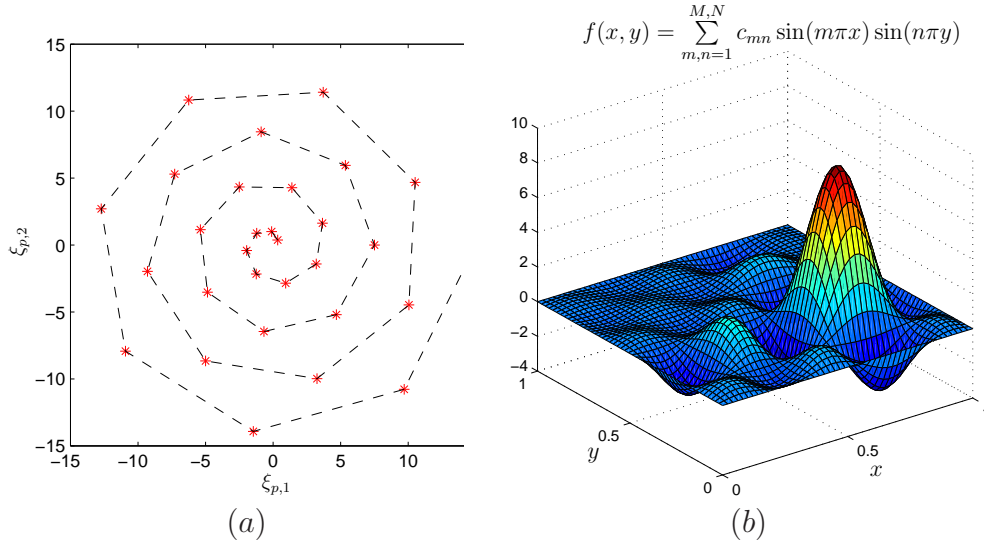 f(x, y) = \sum_{m,n=1}^{M,N} c_{mn} sin(mπx) sin(nπy)
15
10
5
0
−5
−10
−15
−15 −10 −5 0 5 10
ξ_{p,2}
ξ_{p,1}
(a)
10
8
6
4
2
0
−2
−4
1
0.5
0
0
0.5
y
x
(b)